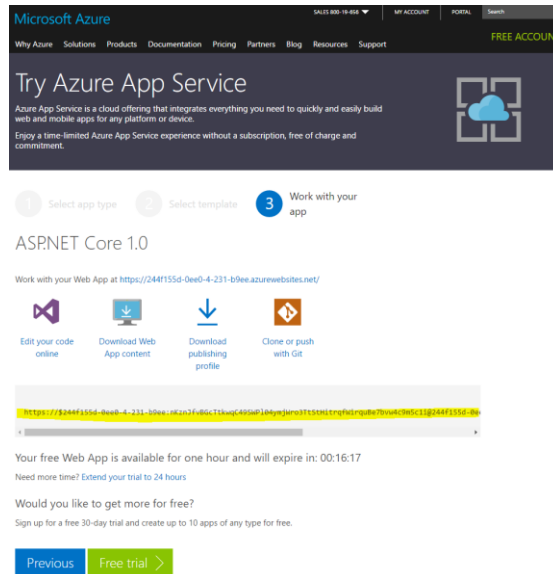 Microsoft Azure
SALES 800-19-858 MY ACCOUNT PORTAL Search
Why Azure Solutions Products Documentation Pricing Partners Blog Resources Support
FREE ACCOUN
Try Azure App Service
Azure App Service is a cloud offering that integrates everything you need to quickly and easily build
web and mobile apps for any platform or device.
Enjoy a time-limited Azure App Service experience without a subscription, free of charge and
commitment.
1 Select app type 2 Select template 3 Work with your
app
ASP.NET Core 1.0
Work with your Web App at https://244f155d-0ee0-4-231-b9ee.azurewebsites.net/
Edit your code
online
Download Web
App content
Download
publishing
profile
Clone or push
with Git
Your free Web App is available for one hour and will expire in: 00:16:17
Need more time? Extend your trial to 24 hours
Would you like to get more for free?
Sign up for a free 30-day trial and create up to 10 apps of any type for free.
Previous Free trial